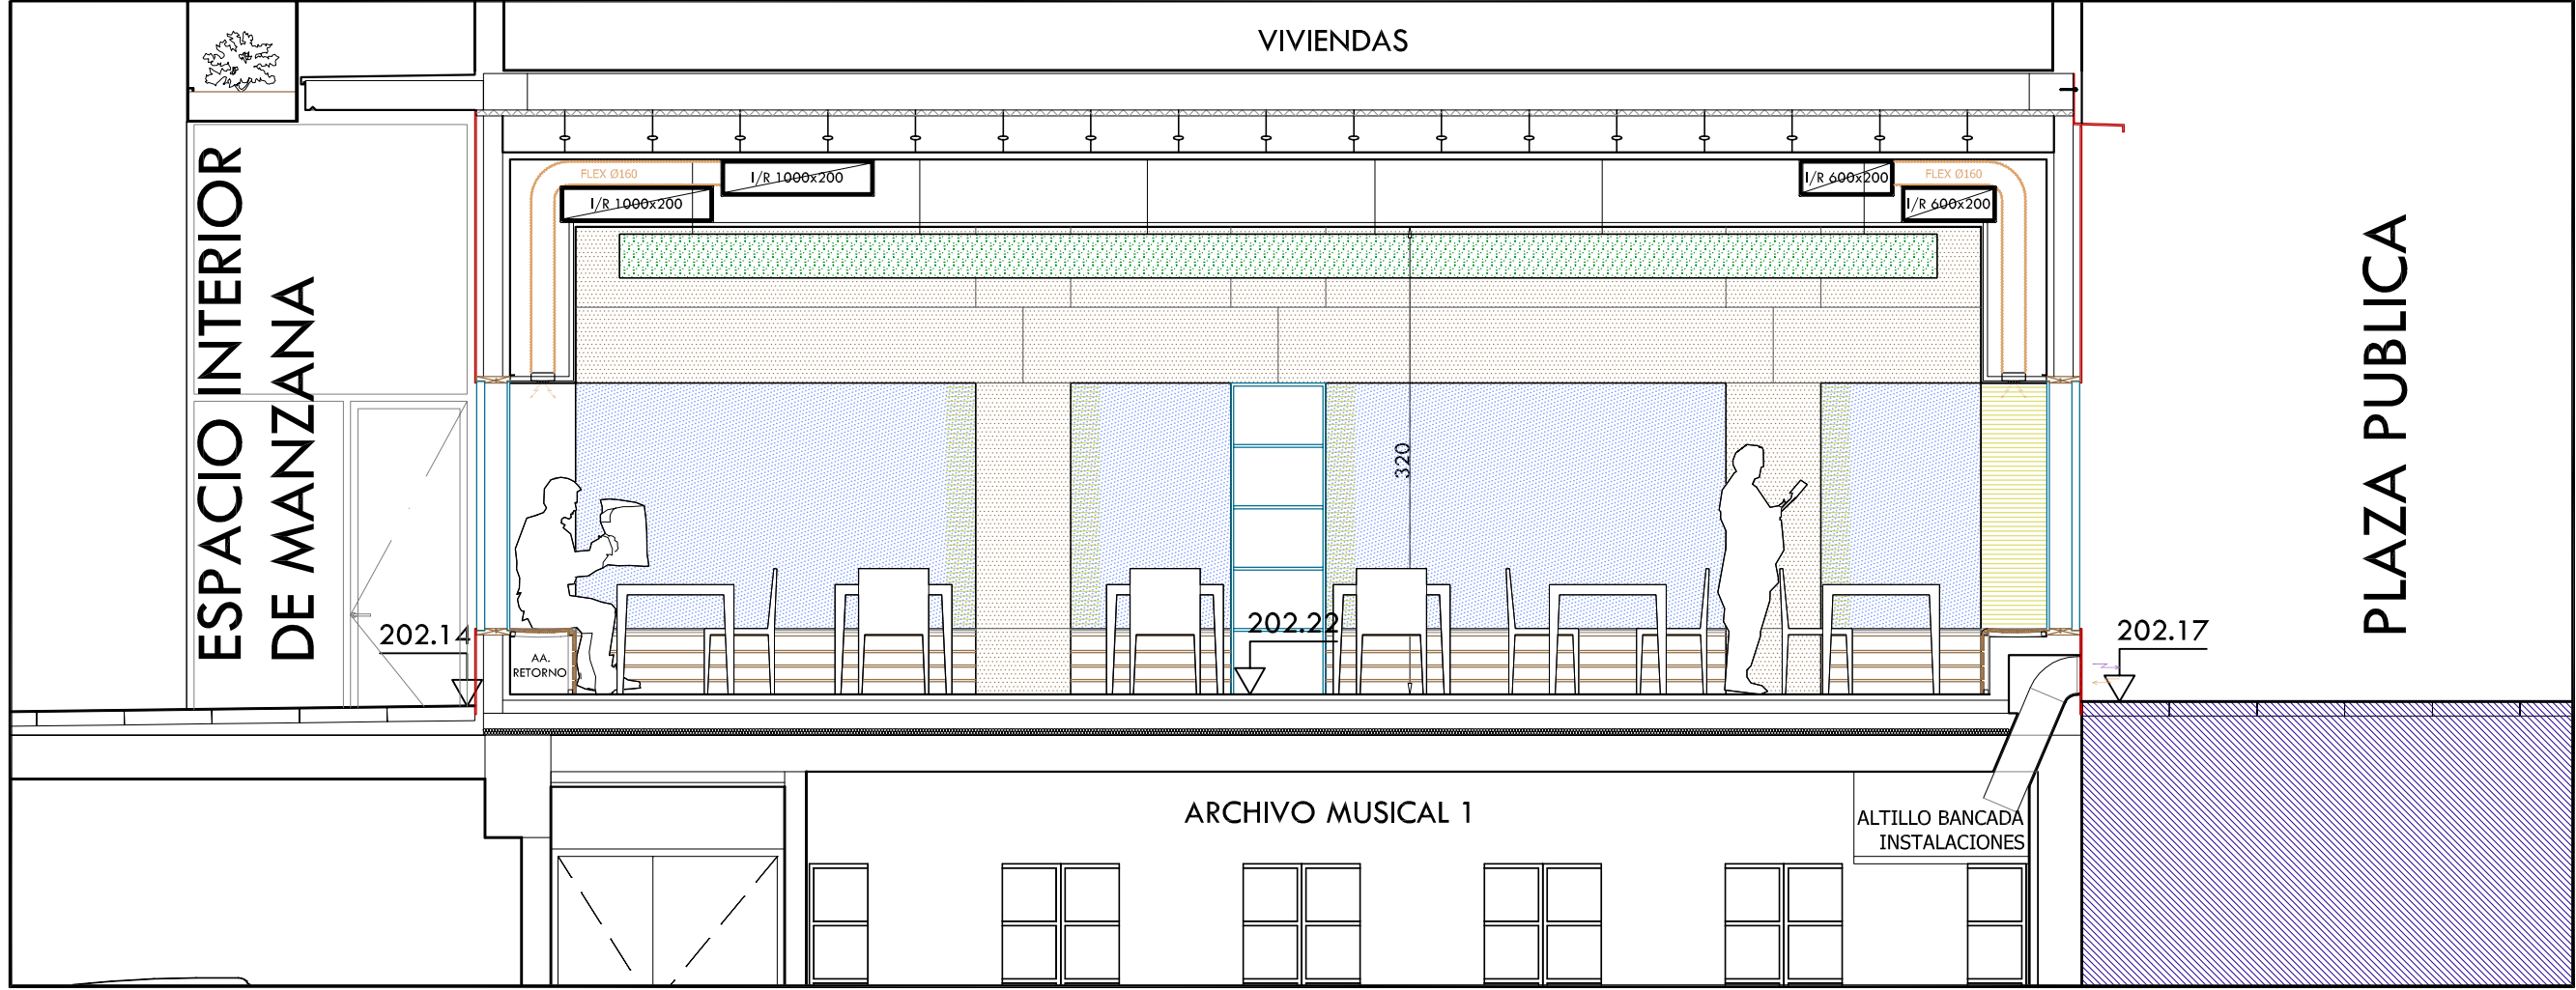 VIVIENDAS
FLEX Ø160
I/R 1000x200
I/R 1000x200
I/R 600x200
FLEX Ø160
I/R 600x200
ESPACIO INTERIOR
DE MANZANA
PLAZA PUBLICA
320
202.14
202.22
202.17
AA.
RETORNO
ARCHIVO MUSICAL 1
ALTILLO BANCADA
INSTALACIONES